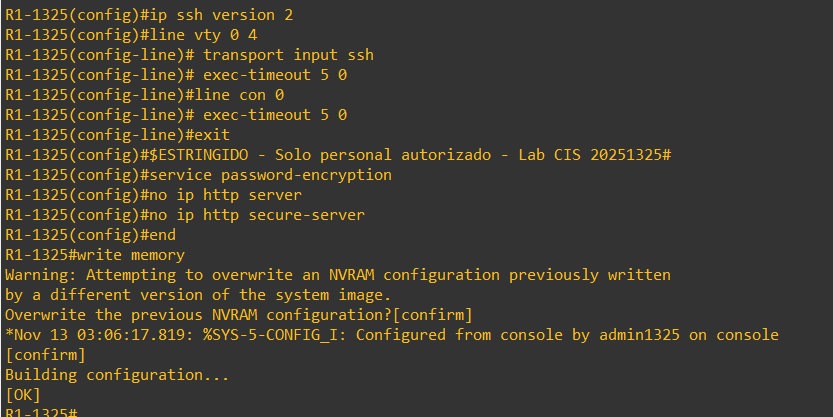 R1-1325(config)#ip ssh version 2
R1-1325(config)#line vty 0 4
R1-1325(config-line)# transport input ssh
R1-1325(config-line)# exec-timeout 5 0
R1-1325(config-line)#line con 0
R1-1325(config-line)# exec-timeout 5 0
R1-1325(config-line)#exit
R1-1325(config)#$ESTRINGIDO - Solo personal autorizado - Lab CIS 20251325#
R1-1325(config)#service password-encryption
R1-1325(config)#no ip http server
R1-1325(config)#no ip http secure-server
R1-1325(config)#end
R1-1325#write memory
Warning: Attempting to overwrite an NVRAM configuration previously written
by a different version of the system image.
Overwrite the previous NVRAM configuration?[confirm]
*Nov 13 03:06:17.819: %SYS-5-CONFIG_I: Configured from console by admin1325 on console
[confirm]
Building configuration...
[OK]
R1-1325#